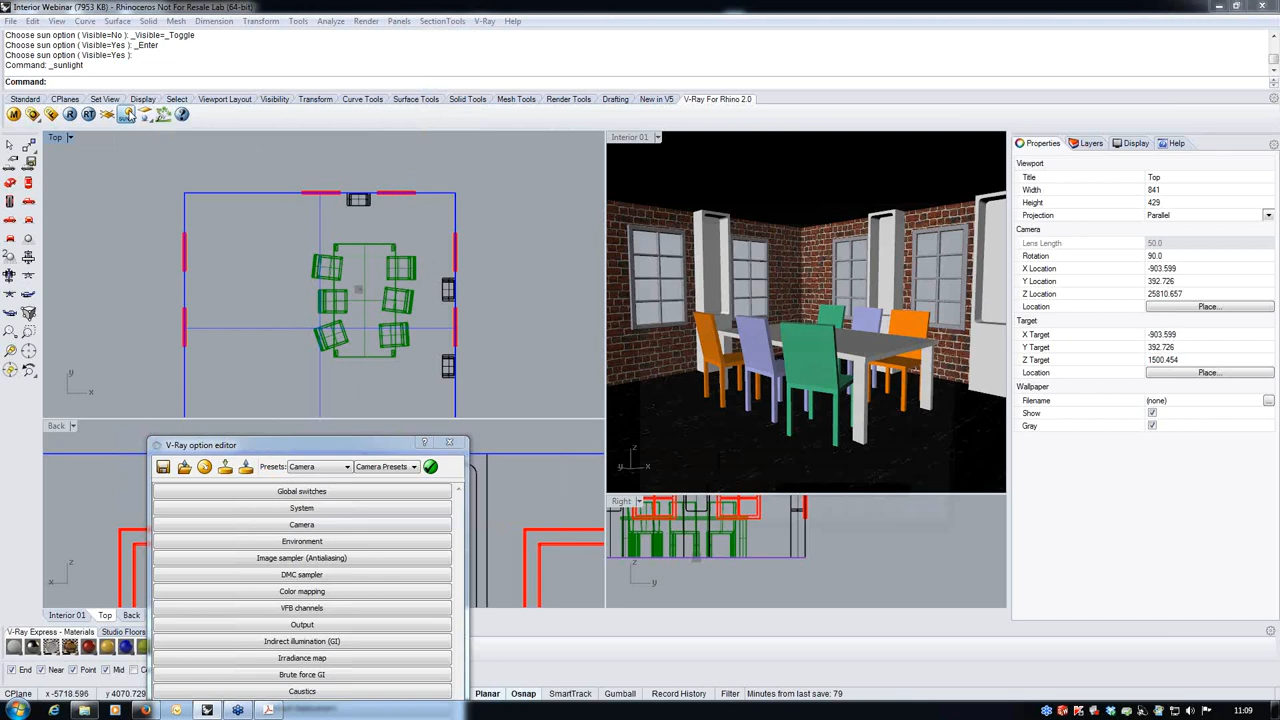 Interior Webinar (7953 KB) - Rhinoceros Not For Resale Lab (64-bit)
File Edit View Curve Surface Solid Mesh Dimension Transform Tools Analyze Render Panels SectionTools V-Ray Help
Choose sun option ( Visible=No ): _Visible=_Toggle
Choose sun option ( Visible=Yes ): _Enter
Choose sun option ( Visible=Yes ):
Command: _sunlight
Command:
Standard CPlanes Set View Display Select Viewport Layout Visibility Transform Curve Tools Surface Tools Solid Tools Mesh Tools Render Tools Drafting New in V5 V-Ray For Rhino 2.0
M R RT
Top
Interior 01
Properties Layers Display Help
Viewport
Title Top
Width 841
Height 429
Projection Parallel
Camera
Lens Length 50.0
Rotation 90.0
X Location -903.599
Y Location 392.726
Z Location 25810.657
Location Place...
Target
X Target -903.599
Y Target 392.726
Z Target 1500.454
Location Place...
Wallpaper
Filename (none) ...
Show
Gray
y x
z y x
Back
Right
V-Ray option editor
Presets: Camera Camera Presets
Global switches
System
Camera
Environment
Image sampler (Antialiasing)
DMC sampler
Color mapping
VFB channels
Output
Indirect illumination (GI)
Irradiance map
Brute force GI
Caustics
z x
z y
Interior 01 Top Back
V-Ray Express - Materials Studio Floors
End Near Point Mid
CPlane x -5718.596 y 4070.729 Planar Osnap SmartTrack Gumball Record History Filter Minutes from last save: 79
11:09